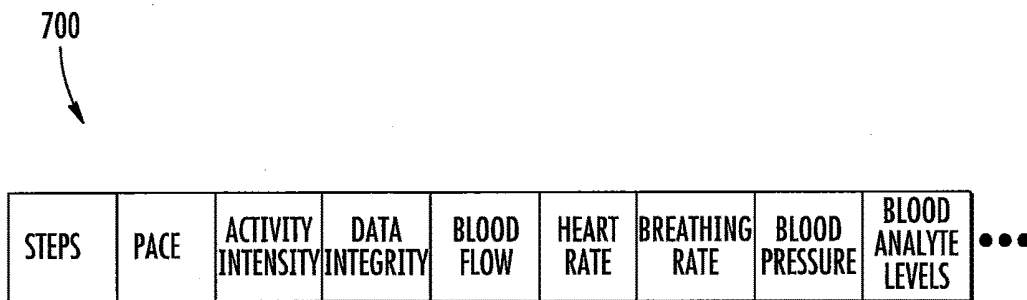 700
STEPS
PACE
ACTIVITY
INTENSITY
DATA
INTEGRITY
BLOOD
FLOW
HEART
RATE
BREATHING
RATE
BLOOD
PRESSURE
BLOOD
ANALYTE
LEVELS
•••